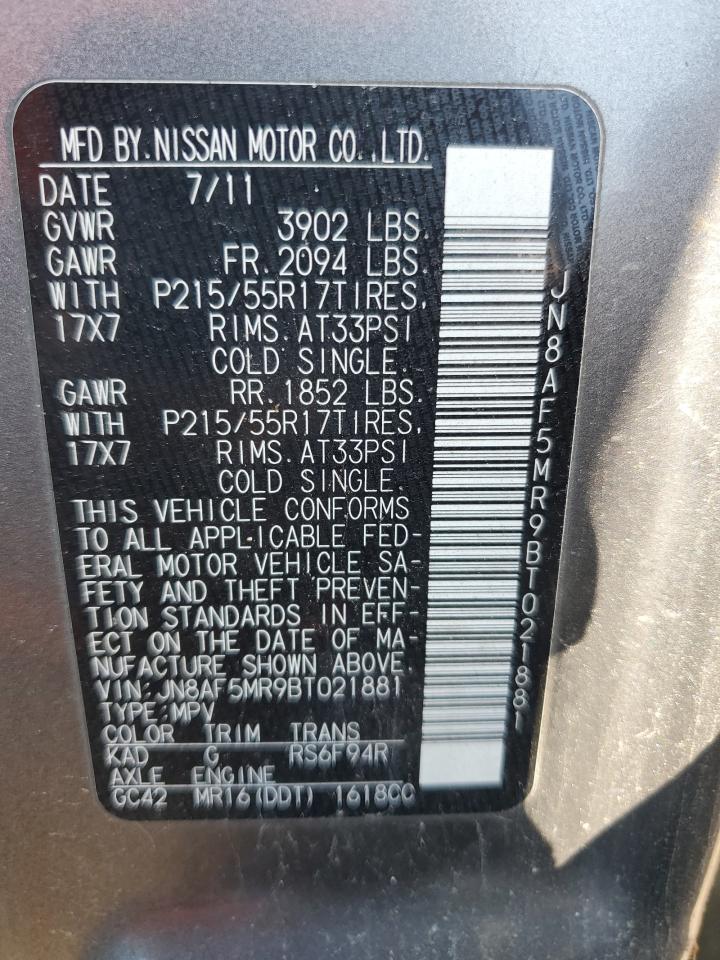 MFD BY.NISSAN MOTOR CO.,LTD.
DATE 7/11
GVWR 3902 LBS.
GAWR FR.2094 LBS.
WITH P215/55R17TIRES,
17X7 RIMS.AT33PSI
COLD SINGLE.
GAWR RR.1852 LBS.
WITH P215/55R17TIRES,
17X7 RIMS.AT33PSI
COLD SINGLE.
THIS VEHICLE CONFORMS
TO ALL APPLICABLE FED-
ERAL MOTOR VEHICLE SA-
FETY AND THEFT PREVEN-
TION STANDARDS IN EFF-
ECT ON THE DATE OF MA-
NUFACTURE SHOWN ABOVE.
VIN:JN8AF5MR9BT021881
TYPE:MPV
COLOR TRIM TRANS
KAD G RS6F94R
AXLE ENGINE
GC42 MR16(DDT) 1618CC
JN8AF5MR9BT021881